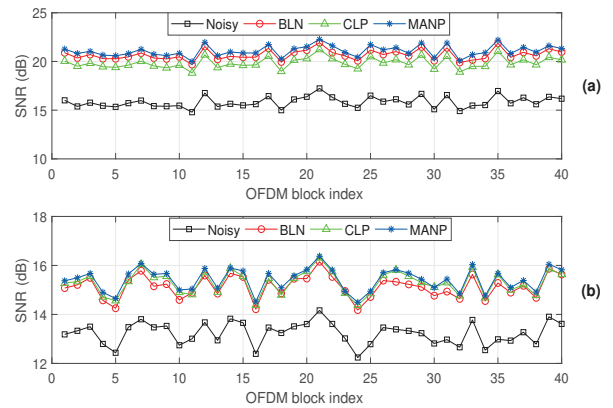 Noisy BLN CLP MANP
25
20
15
10
SNR (dB)
(a)
0 5 10 15 20 25 30 35 40
OFDM block index
Noisy BLN CLP MANP
18
16
14
12
SNR (dB)
(b)
0 5 10 15 20 25 30 35 40
OFDM block index